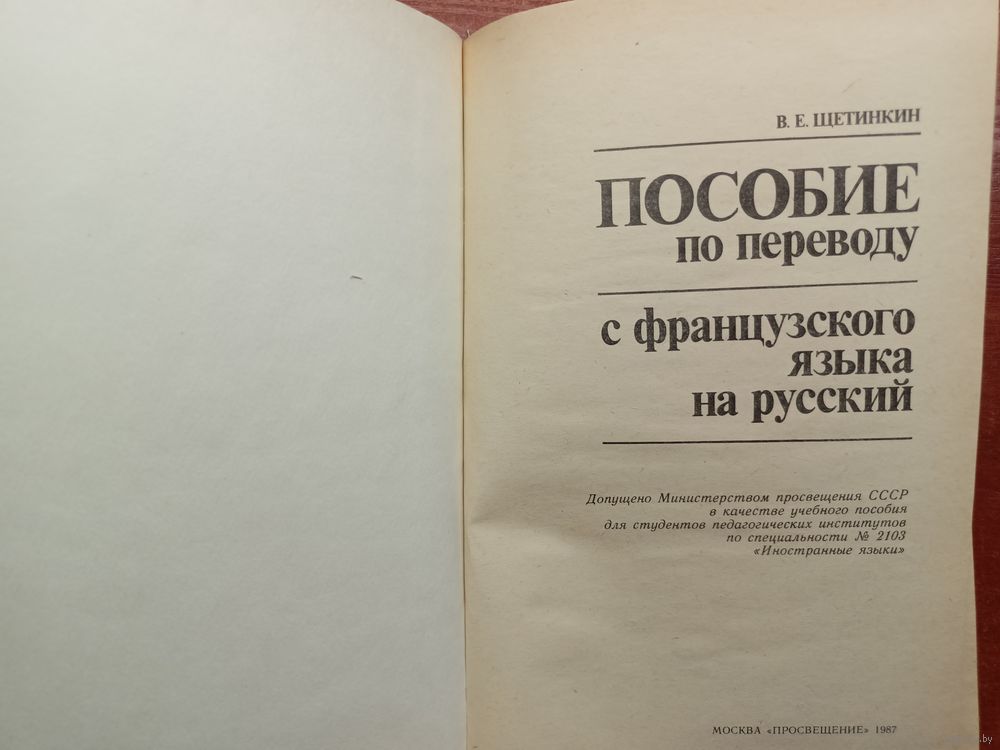 В. Е. ЩЕТИНКИН
ПОСОБИЕ
по переводу
с французского
языка
на русский
Допущено Министерством просвещения СССР
в качестве учебного пособия
для студентов педагогических институтов
по специальности № 2103
«Иностранные языки»
МОСКВА «ПРОСВЕЩЕНИЕ» 1987